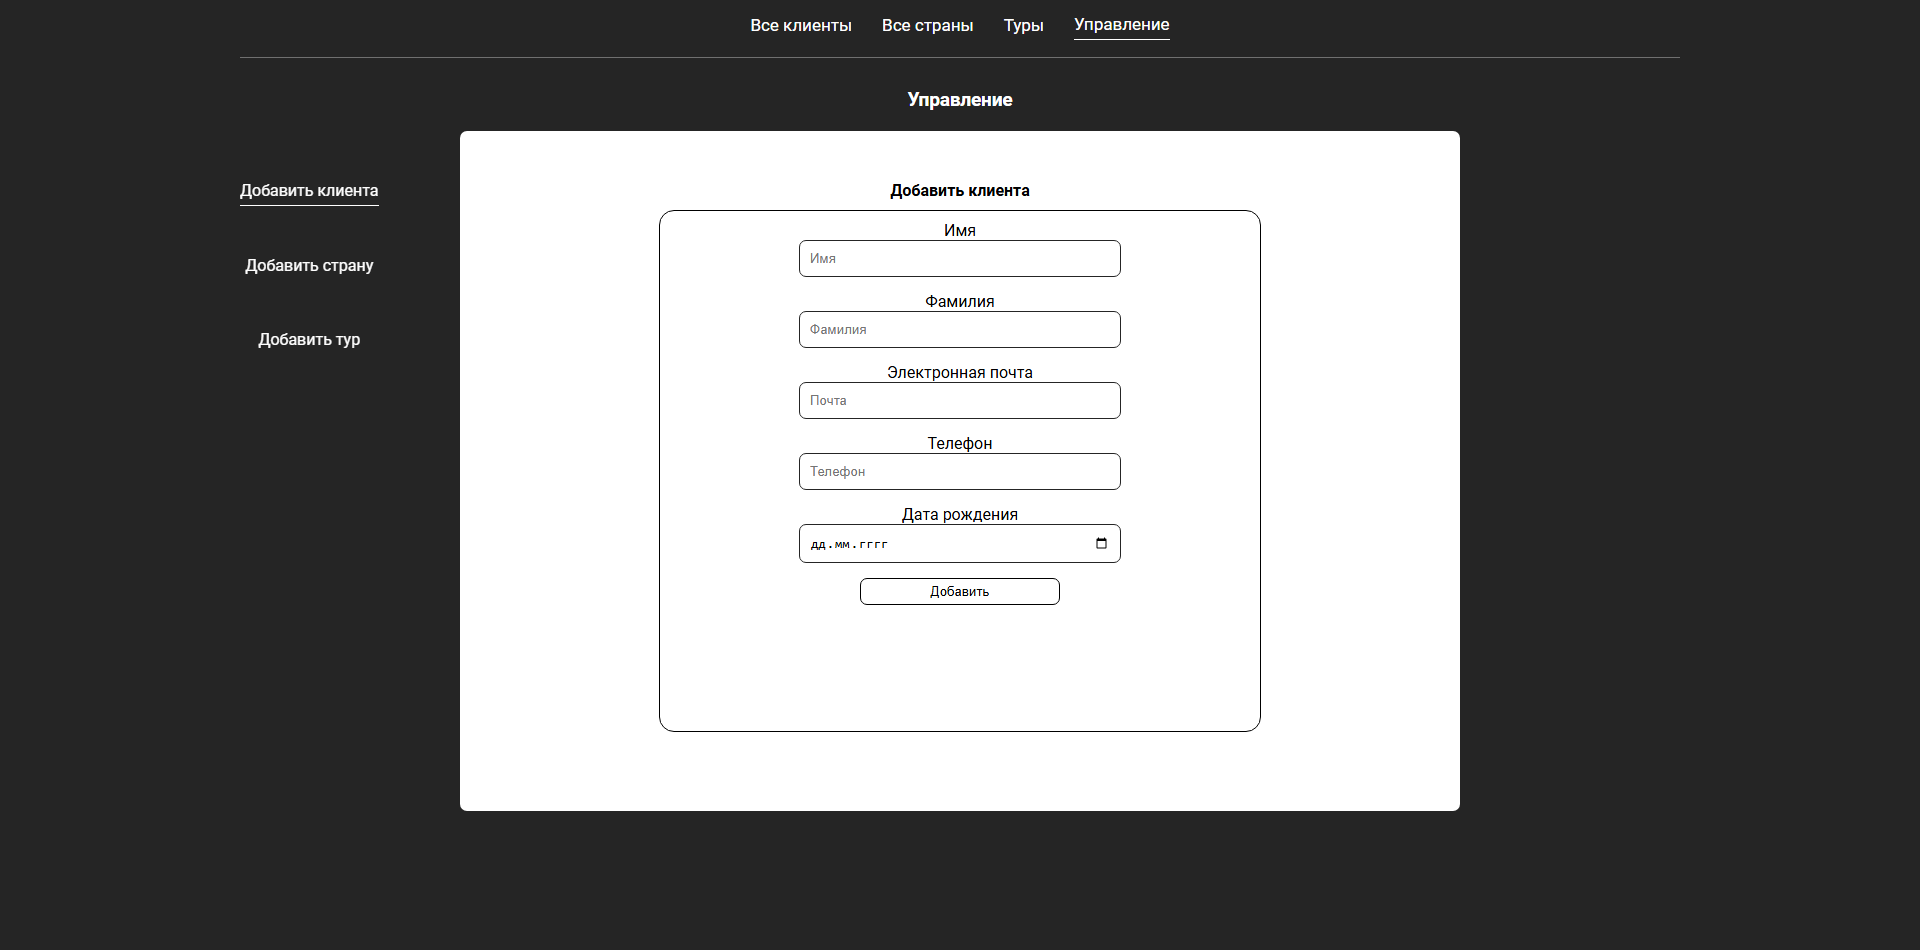 Все клиенты Все страны Туры Управление
Управление
Добавить клиента
Добавить страну
Добавить тур
Добавить клиента
Имя
Имя
Фамилия
Фамилия
Электронная почта
Почта
Телефон
Телефон
Дата рождения
дд.мм.гггг
Добавить